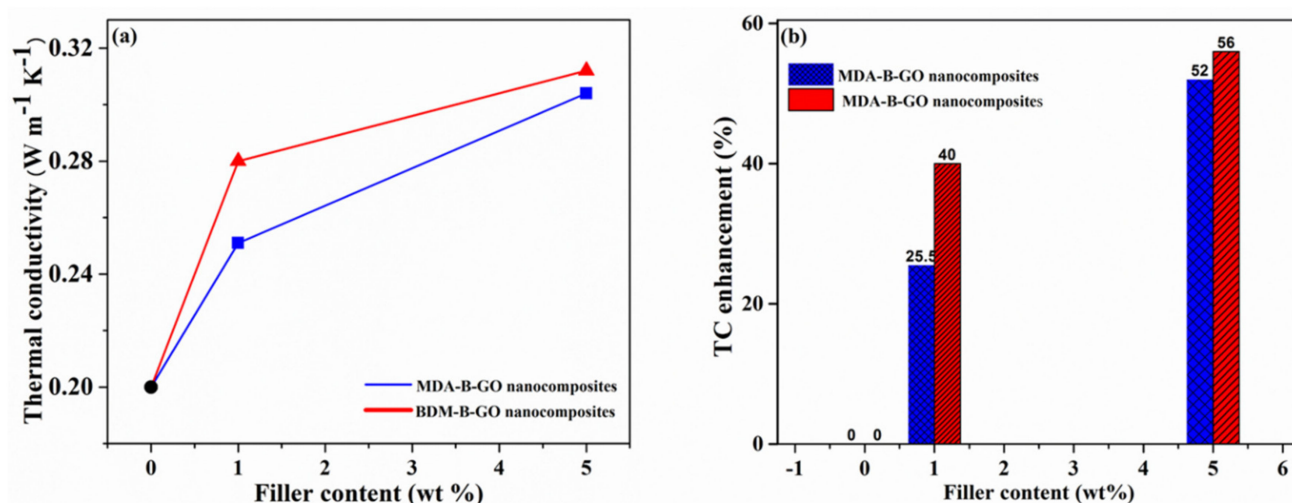 (a)
Thermal conductivity (W m⁻¹ K⁻¹)
0.32
0.28
0.24
0.20
MDA-B-GO nanocomposites
BDM-B-GO nanocomposites
0 1 2 3 4 5
Filler content (wt %)
(b)
TC enhancement (%)
60
40
20
0
MDA-B-GO nanocomposites
MDA-B-GO nanocomposites
0 0
25.5
40
52
56
-1 0 1 2 3 4 5 6
Filler content (wt%)